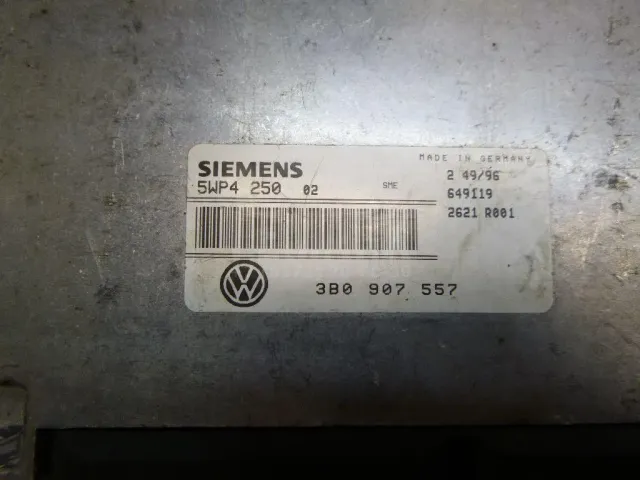 MADE IN GERMANY
SIEMENS
2 49/96
5WP4 250 02 SME
649119
2621 R001
3B0 907 557